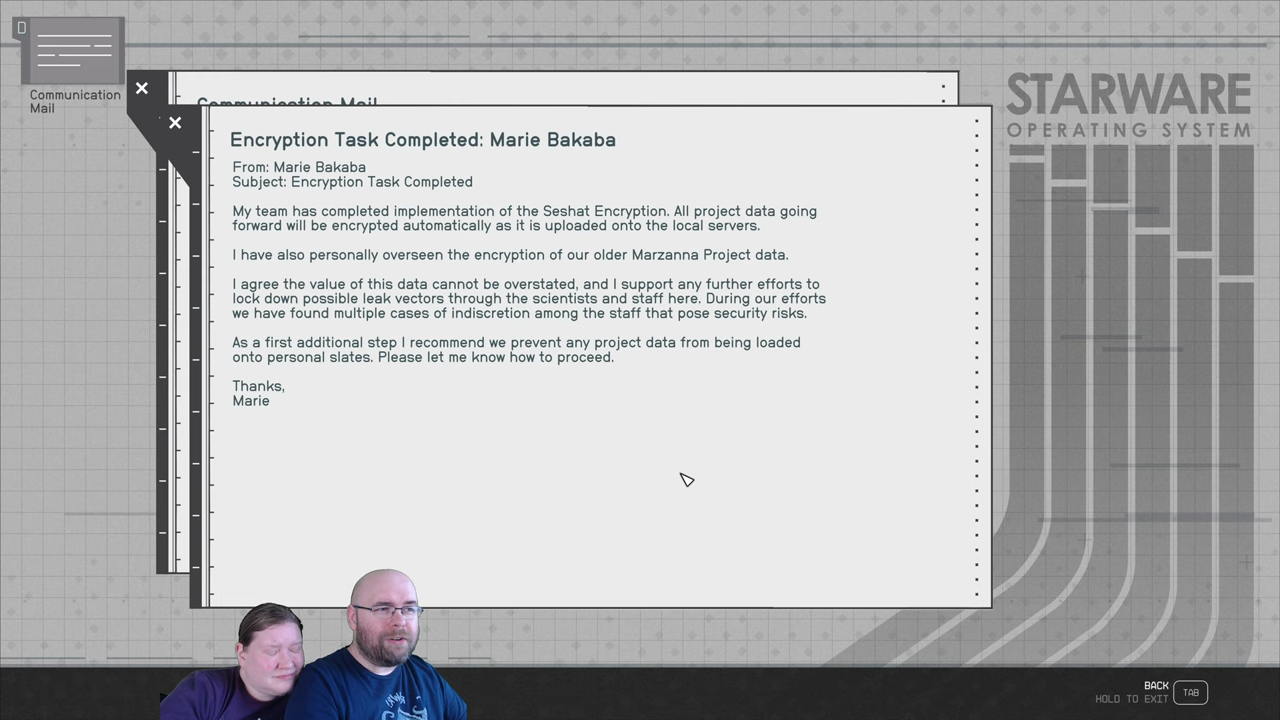 D
Communication
Mail
Communication Mail
STARWARE
OPERATING SYSTEM
Encryption Task Completed: Marie Bakaba
From: Marie Bakaba
Subject: Encryption Task Completed
My team has completed implementation of the Seshat Encryption. All project data going
forward will be encrypted automatically as it is uploaded onto the local servers.
I have also personally overseen the encryption of our older Marzanna Project data.
I agree the value of this data cannot be overstated, and I support any further efforts to
lock down possible leak vectors through the scientists and staff here. During our efforts
we have found multiple cases of indiscretion among the staff that pose security risks.
As a first additional step I recommend we prevent any project data from being loaded
onto personal slates. Please let me know how to proceed.
Thanks,
Marie
BACK
HOLD TO EXIT
TAB